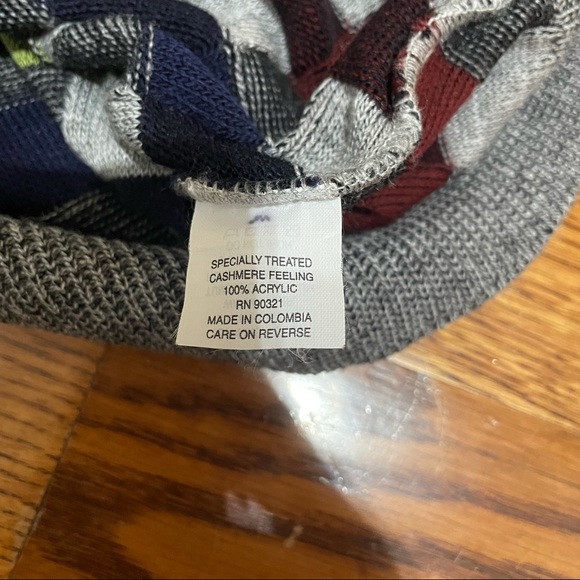 SPECIALLY TREATED
CASHMERE FEELING
100% ACRYLIC
RN 90321
MADE IN COLOMBIA
CARE ON REVERSE